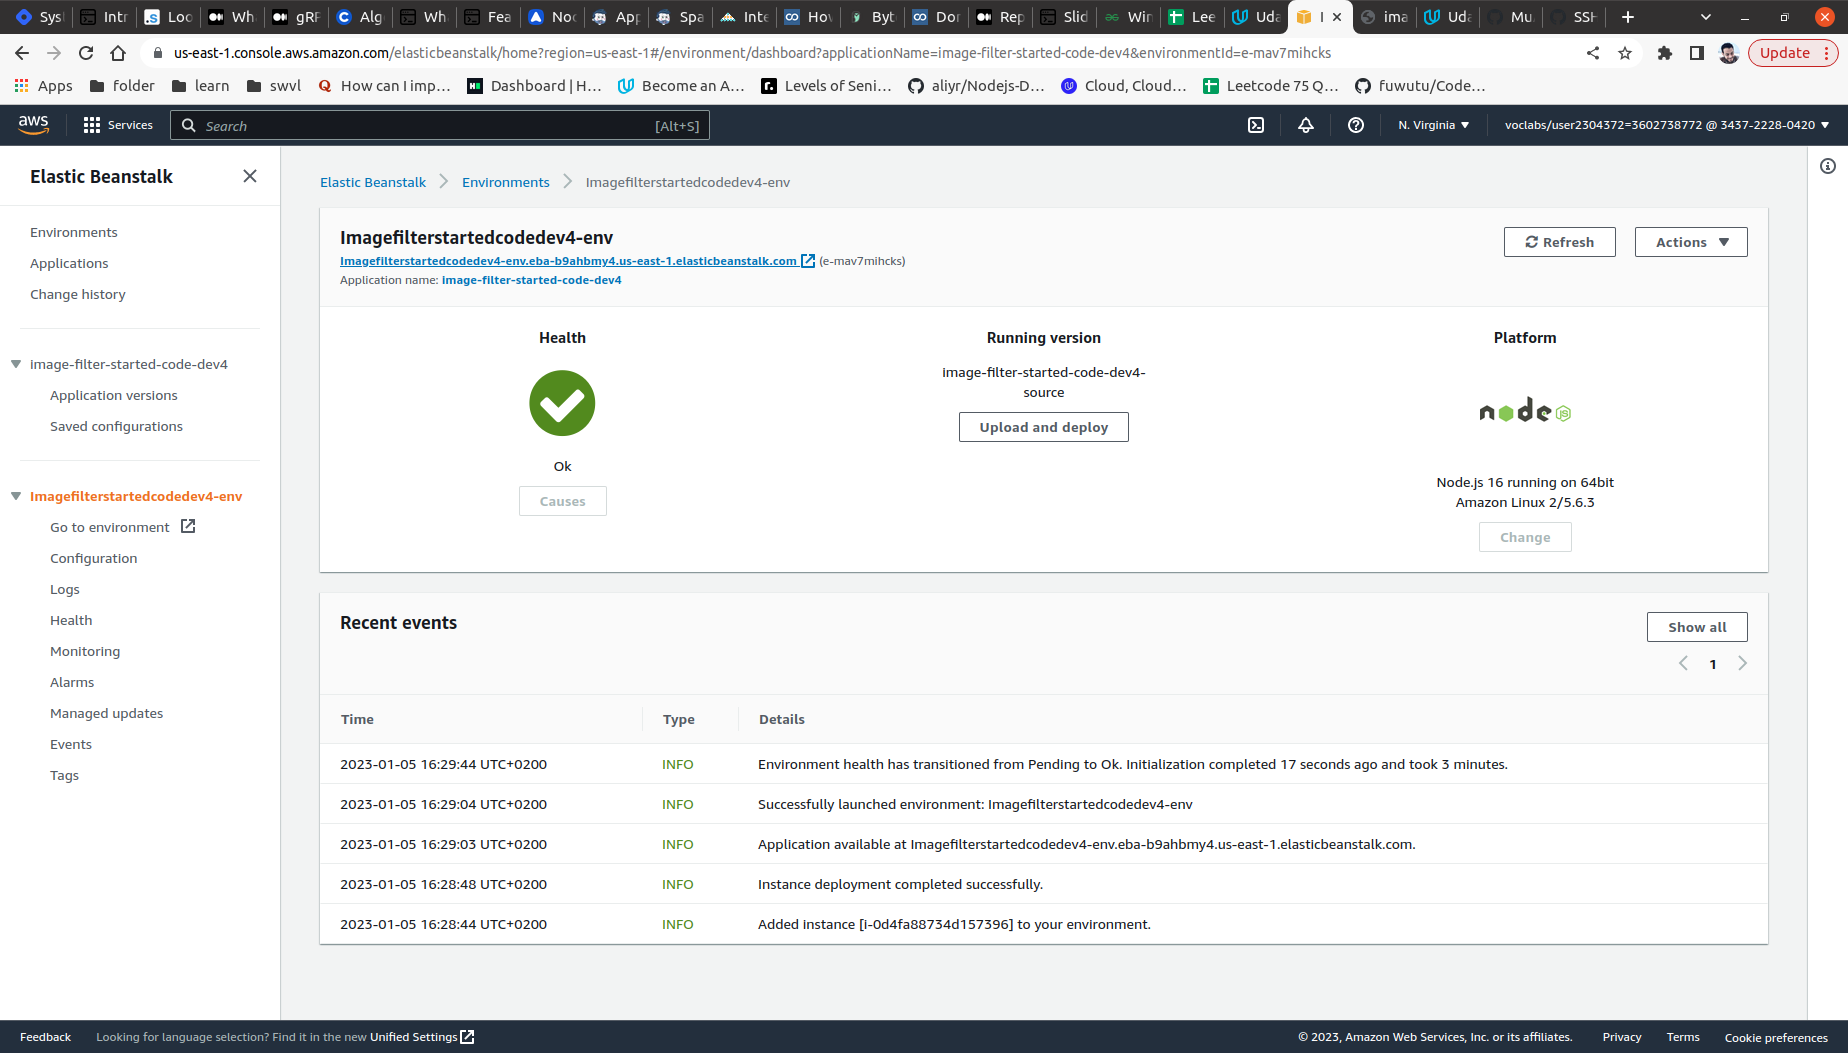 Sys
Intr
Loo
Wh
gRF
Alg
Wh
Fea
Noc
App
Spa
Inte
Hov
Byt
Dor
Rep
Slid
Win
Lee
Uda
I
ima
Uda
Mu
SSH
us-east-1.console.aws.amazon.com/elasticbeanstalk/home?region=us-east-1#/environment/dashboard?applicationName=image-filter-started-code-dev4&environmentId=e-mav7mihcks
Update
Apps
folder
learn
swvl
How can I imp...
Dashboard | H...
Become an A...
Levels of Seni...
aliyr/Nodejs-D...
Cloud, Cloud...
Leetcode 75 Q...
fuwutu/Code...
aws
Services
Search
[Alt+S]
N. Virginia
voclabs/user2304372=3602738772 @ 3437-2228-0420
Elastic Beanstalk
Environments
Applications
Change history
image-filter-started-code-dev4
Application versions
Saved configurations
Imagefilterstartedcodedev4-env
Go to environment
Configuration
Logs
Health
Monitoring
Alarms
Managed updates
Events
Tags
Elastic Beanstalk
Environments
Imagefilterstartedcodedev4-env
Imagefilterstartedcodedev4-env
Imagefilterstartedcodedev4-env.eba-b9ahbmy4.us-east-1.elasticbeanstalk.com (e-mav7mihcks)
Application name: image-filter-started-code-dev4
Refresh
Actions
Health
Ok
Causes
Running version
image-filter-started-code-dev4-
source
Upload and deploy
Platform
node JS
Node.js 16 running on 64bit
Amazon Linux 2/5.6.3
Change
Recent events
Show all
1
Time Type Details
2023-01-05 16:29:44 UTC+0200 INFO Environment health has transitioned from Pending to Ok. Initialization completed 17 seconds ago and took 3 minutes.
2023-01-05 16:29:04 UTC+0200 INFO Successfully launched environment: Imagefilterstartedcodedev4-env
2023-01-05 16:29:03 UTC+0200 INFO Application available at Imagefilterstartedcodedev4-env.eba-b9ahbmy4.us-east-1.elasticbeanstalk.com.
2023-01-05 16:28:48 UTC+0200 INFO Instance deployment completed successfully.
2023-01-05 16:28:44 UTC+0200 INFO Added instance [i-0d4fa88734d157396] to your environment.
Feedback
Looking for language selection? Find it in the new Unified Settings
© 2023, Amazon Web Services, Inc. or its affiliates.
Privacy
Terms
Cookie preferences